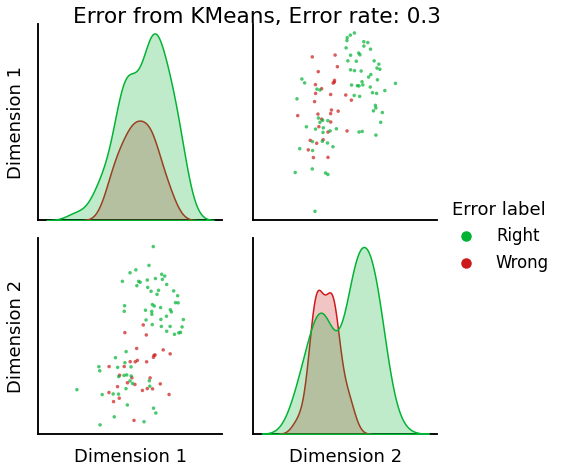 Error from KMeans, Error rate: 0.3
Dimension 1
Error label
Right
Wrong
Dimension 2
Dimension 1
Dimension 2